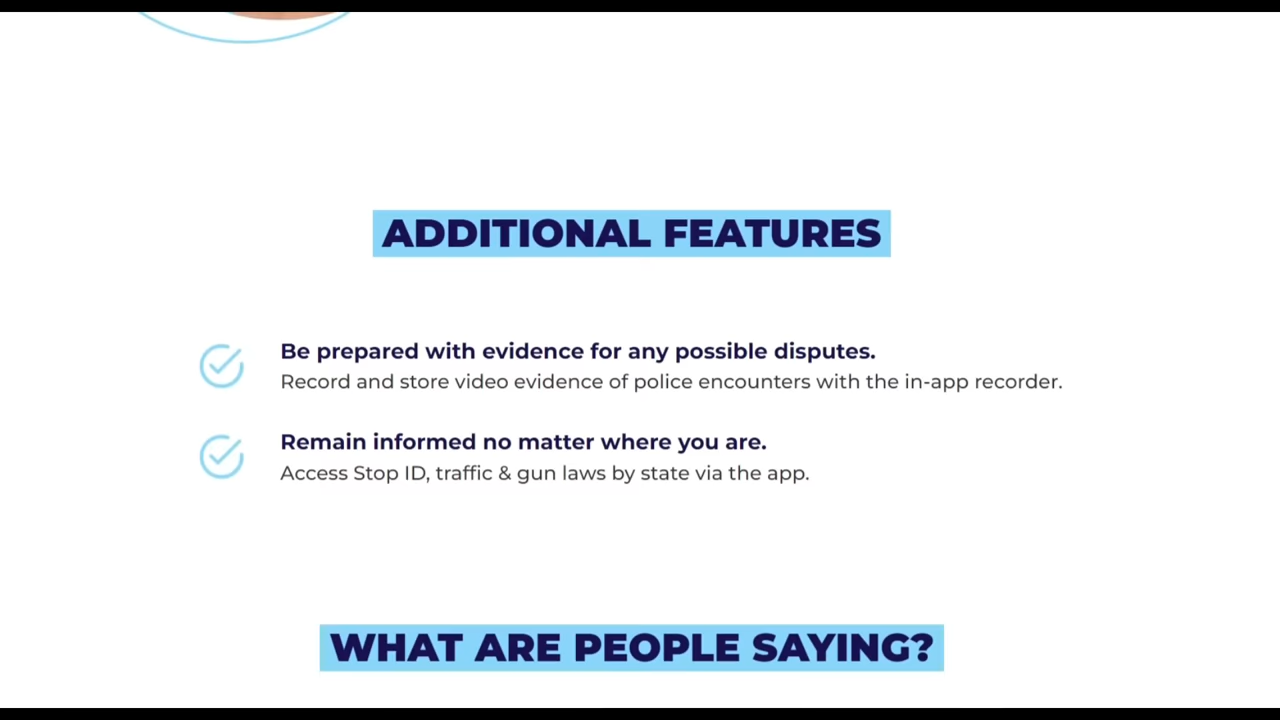 ADDITIONAL FEATURES
Be prepared with evidence for any possible disputes.
Record and store video evidence of police encounters with the in-app recorder.
Remain informed no matter where you are.
Access Stop ID, traffic & gun laws by state via the app.
WHAT ARE PEOPLE SAYING?